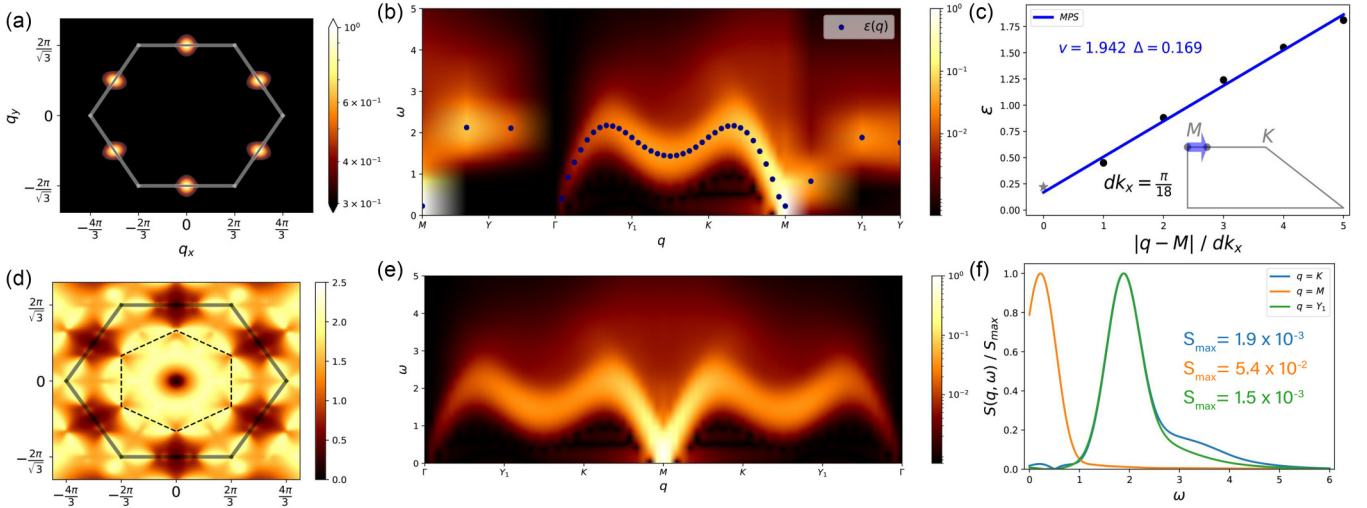 (a)
2π/√3
0
−2π/√3
q_y
−4π/3 −2π/3 0 2π/3 4π/3
q_x
10^0
6 × 10^−1
4 × 10^−1
3 × 10^−1
(b)
5
4
3
2
1
0
ω
ε(q)
M Y Γ Y_1 K M Y_1 Y
q
10^0
10^−1
10^−2
(c)
MPS
v = 1.942 Δ = 0.169
1.75
1.50
1.25
1.00
0.75
0.50
0.25
0.00
ε
M
K
dk_x = π/18
0 1 2 3 4 5
|q − M| / dk_x
(d)
2π/√3
0
−2π/√3
−4π/3 −2π/3 0 2π/3 4π/3
2.5
2.0
1.5
1.0
0.5
0.0
(e)
5
4
3
2
1
0
ω
Γ Y_1 K M K Y_1 Γ
q
10^0
10^−1
10^−2
(f)
1.0
0.8
0.6
0.4
0.2
0.0
S(q, ω) / S_max
q = K
q = M
q = Y_1
S_max = 1.9 x 10^-3
S_max = 5.4 x 10^-2
S_max = 1.5 x 10^-3
0 1 2 3 4 5 6
ω